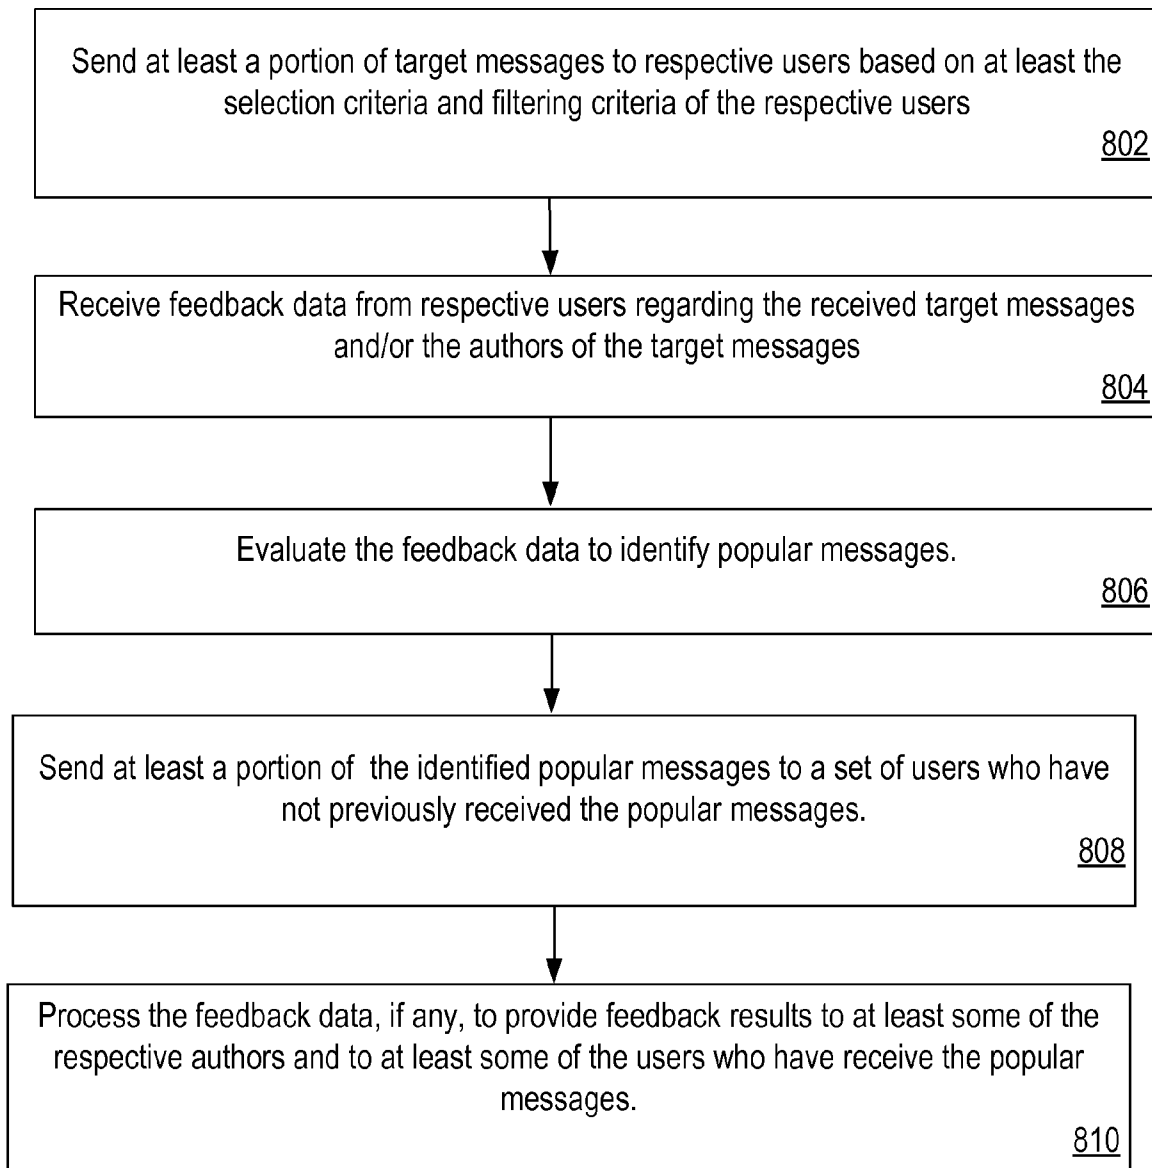 Send at least a portion of target messages to respective users based on at least the
selection criteria and filtering criteria of the respective users
802
Receive feedback data from respective users regarding the received target messages
and/or the authors of the target messages
804
Evaluate the feedback data to identify popular messages.
806
Send at least a portion of the identified popular messages to a set of users who have
not previously received the popular messages.
808
Process the feedback data, if any, to provide feedback results to at least some of the
respective authors and to at least some of the users who have receive the popular
messages.
810